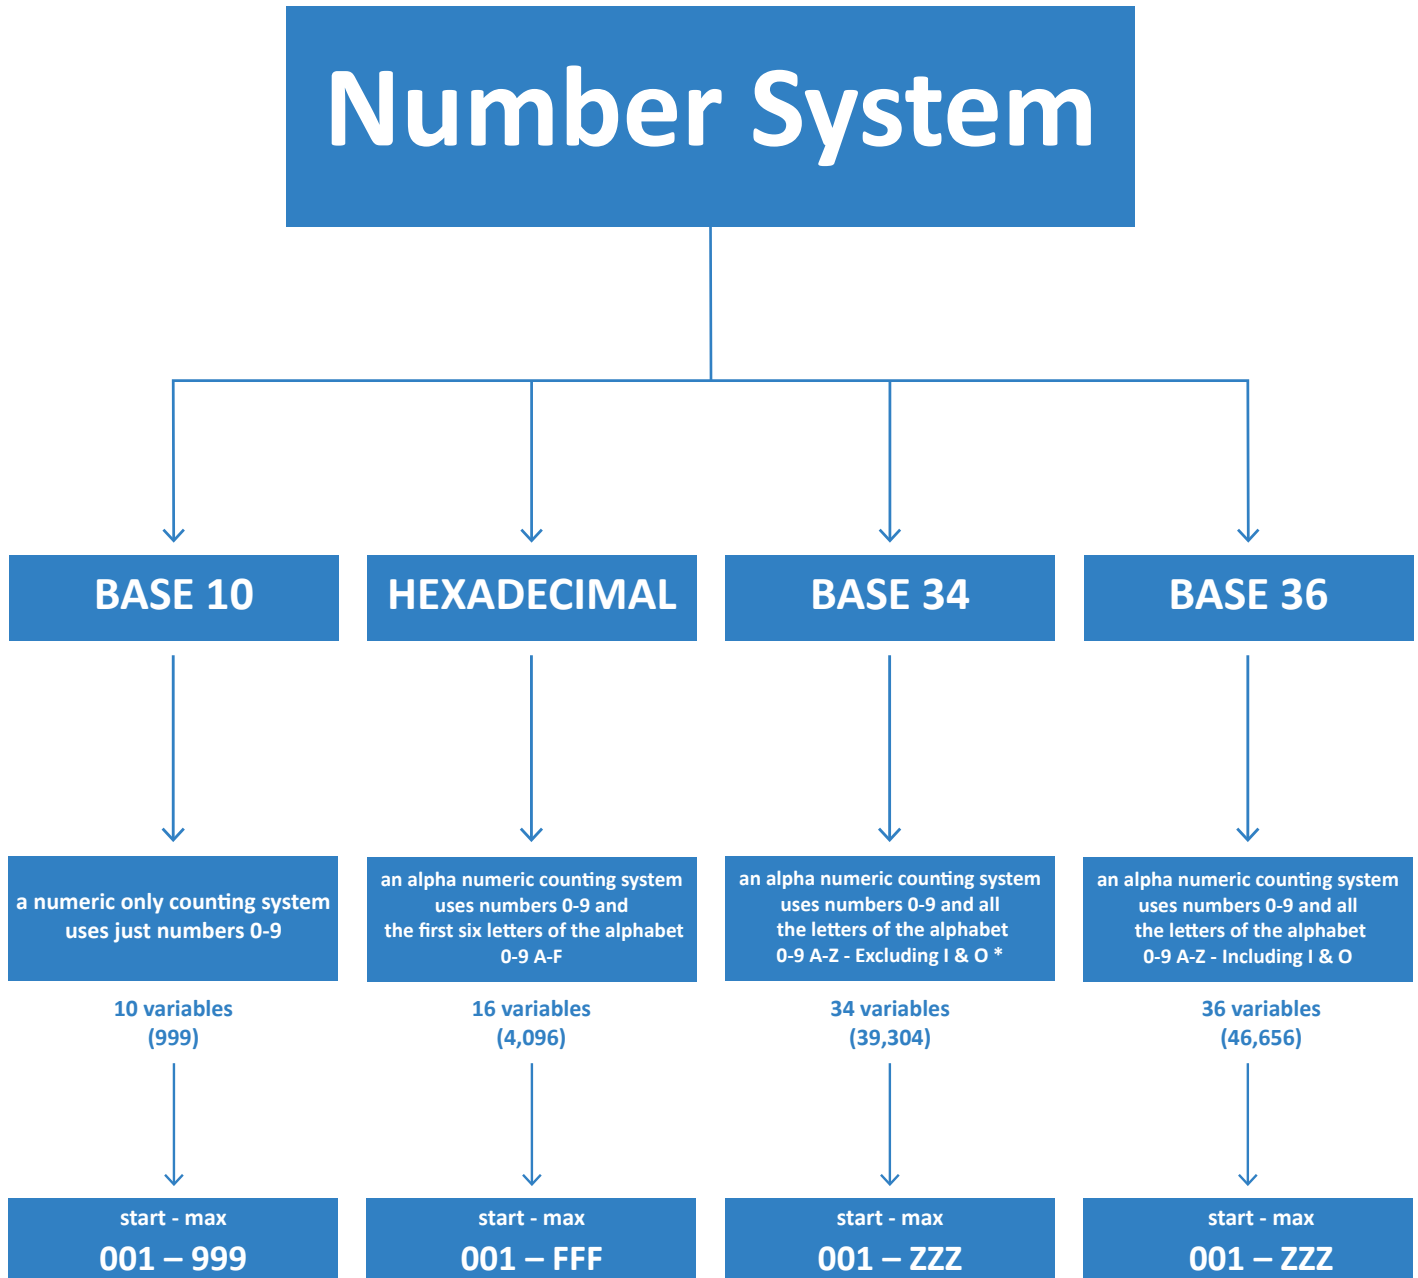 Number System
BASE 10
HEXADECIMAL
BASE 34
BASE 36
a numeric only counting system
uses just numbers 0-9
an alpha numeric counting system
uses numbers 0-9 and
the first six letters of the alphabet
0-9 A-F
an alpha numeric counting system
uses numbers 0-9 and all
the letters of the alphabet
0-9 A-Z - Excluding I & O *
an alpha numeric counting system
uses numbers 0-9 and all
the letters of the alphabet
0-9 A-Z - Including I & O
10 variables
(999)
16 variables
(4,096)
34 variables
(39,304)
36 variables
(46,656)
start - max
001 – 999
start - max
001 – FFF
start - max
001 – ZZZ
start - max
001 – ZZZ